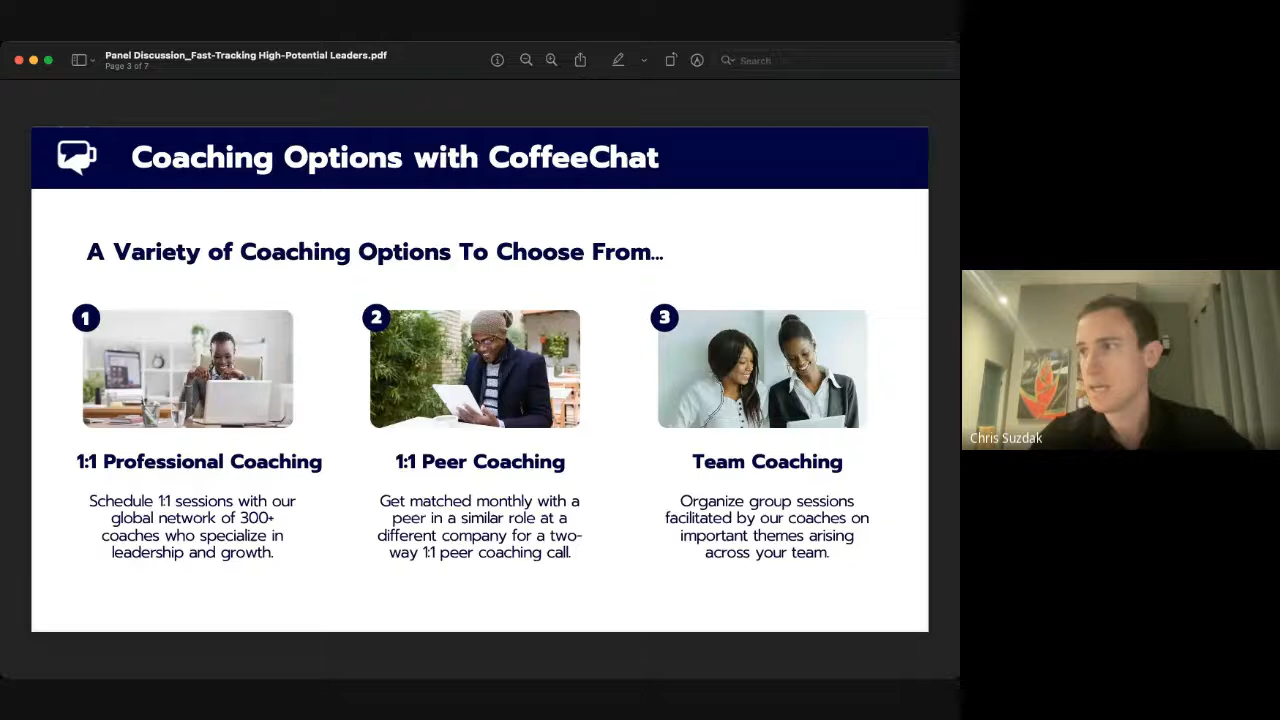 Panel Discussion_Fast-Tracking High-Potential Leaders.pdf
Page 3 of 7
Search
Coaching Options with CoffeeChat
A Variety of Coaching Options To Choose From...
1
2
3
1:1 Professional Coaching
Schedule 1:1 sessions with our
global network of 300+
coaches who specialize in
leadership and growth.
1:1 Peer Coaching
Get matched monthly with a
peer in a similar role at a
different company for a two-
way 1:1 peer coaching call.
Team Coaching
Organize group sessions
facilitated by our coaches on
important themes arising
across your team.
Chris Suzdak